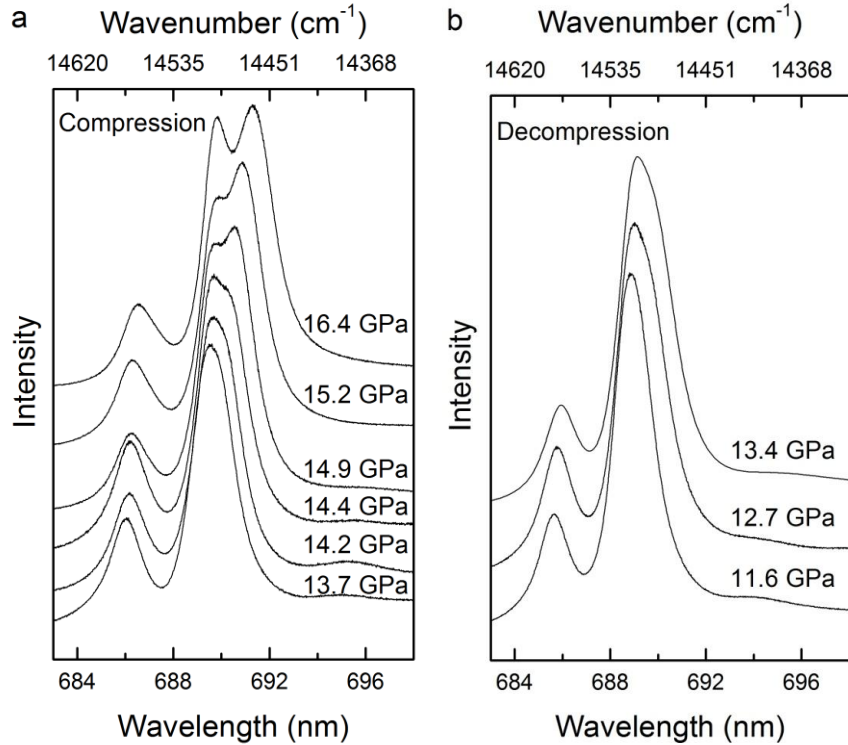 a
Wavenumber (cm⁻¹)
14620 14535 14451 14368
Compression
16.4 GPa
15.2 GPa
14.9 GPa
14.4 GPa
14.2 GPa
13.7 GPa
Intensity
684 688 692 696
Wavelength (nm)
b
Wavenumber (cm⁻¹)
14620 14535 14451 14368
Decompression
13.4 GPa
12.7 GPa
11.6 GPa
Intensity
684 688 692 696
Wavelength (nm)